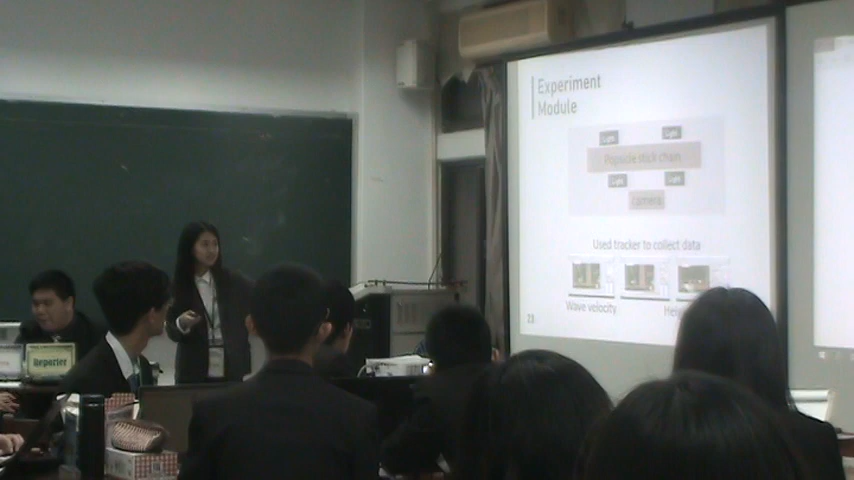 Experiment
Module
Light
Light
Popsicle stick chain
Light
Light
camera
Used tracker to collect data
Wave velocity
23
Reporter